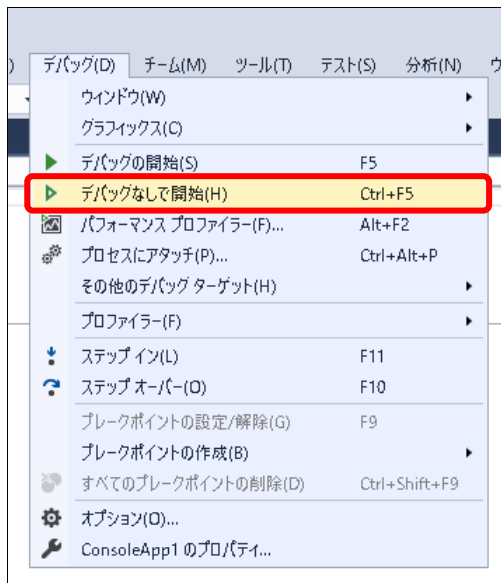 ) デバッグ(D) チーム(M) ツール(T) テスト(S) 分析(N) ウ
ウィンドウ(W)
グラフィックス(C)
デバッグの開始(S) F5
デバッグなしで開始(H) Ctrl+F5
パフォーマンス プロファイラー(F)... Alt+F2
プロセスにアタッチ(P)... Ctrl+Alt+P
その他のデバッグ ターゲット(H)
プロファイラー(F)
ステップ イン(L) F11
ステップ オーバー(O) F10
ブレークポイントの設定/解除(G) F9
ブレークポイントの作成(B)
すべてのブレークポイントの削除(D) Ctrl+Shift+F9
オプション(O)...
ConsoleApp1 のプロパティ...